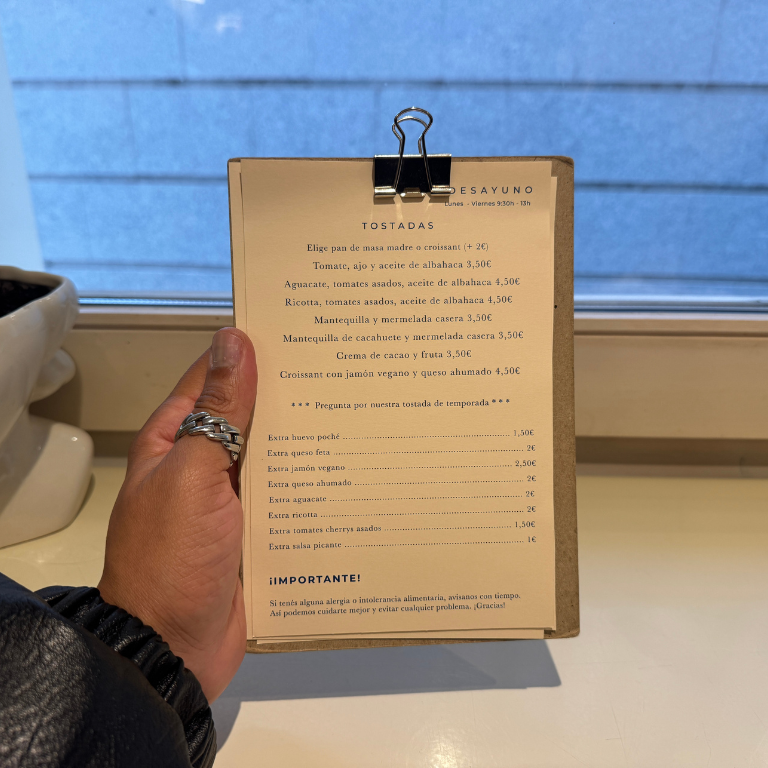 DESAYUNO
Lunes - Viernes 9:30h - 13h
TOSTADAS
Elige pan de masa madre o croissant (+ 2€)
Tomate, ajo y aceite de albahaca 3,50€
Aguacate, tomates asados, aceite de albahaca 4,50€
Ricotta, tomates asados, aceite de albahaca 4,50€
Mantequilla y mermelada casera 3,50€
Mantequilla de cacahuete y mermelada casera 3,50€
Crema de cacao y fruta 3,50€
Croissant con jamón vegano y queso ahumado 4,50€
*** Pregunta por nuestra tostada de temporada ***
Extra huevo poché ........................................ 1,50€
Extra queso feta ........................................ 2€
Extra jamón vegano ........................................ 2,50€
Extra queso ahumado ........................................ 2€
Extra aguacate ........................................ 2€
Extra ricotta ........................................ 2€
Extra tomates cherrys asados ........................................ 1,50€
Extra salsa picante ........................................ 1€
¡IMPORTANTE!
Si tenés alguna alergia o intolerancia alimentaria, avisanos con tiempo.
Así podemos cuidarte mejor y evitar cualquier problema. ¡Gracias!